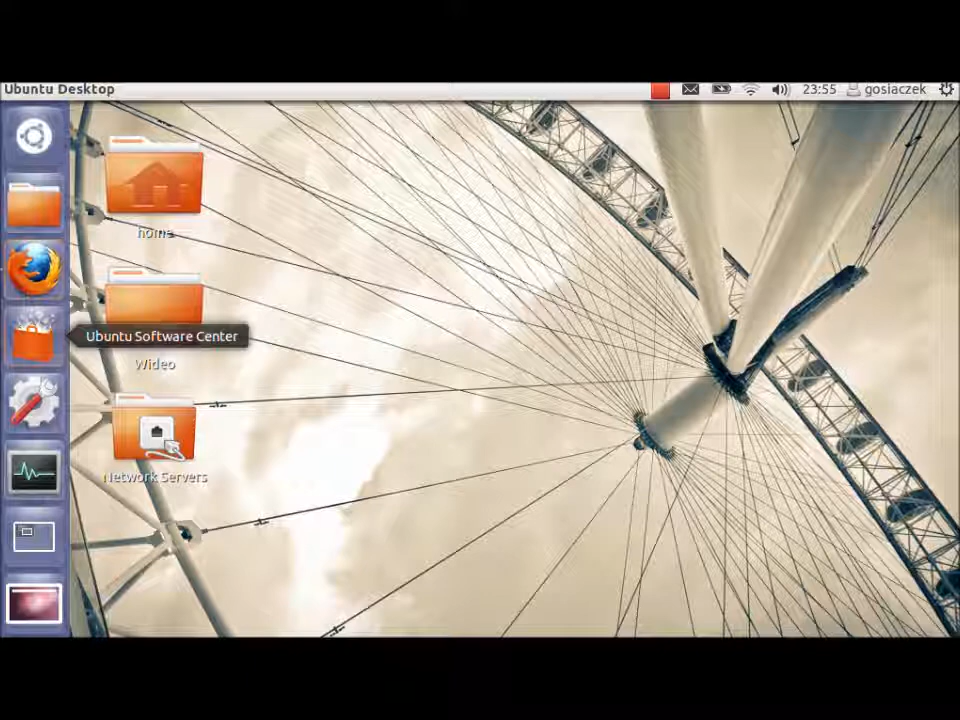 Ubuntu Desktop
23:55
gosiaczek
home
Ubuntu Software Center
Wideo
Network Servers